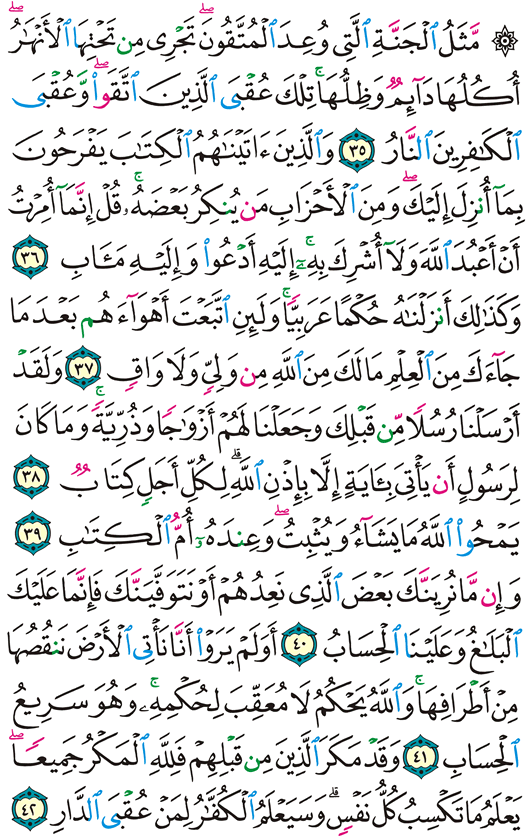 ۞ مَّثَلُ ٱلۡجَنَّةِ ٱلَّتِي وُعِدَ ٱلۡمُتَّقُونَۖ تَجۡرِي مِن تَحۡتِهَا ٱلۡأَنۡهَٰرُۖ
أُكُلُهَا دَآئِمٞ وَظِلُّهَاۚ تِلۡكَ عُقۡبَى ٱلَّذِينَ ٱتَّقَواْۖ وَّعُقۡبَى
ٱلۡكَٰفِرِينَ ٱلنَّارُ ٣٥ وَٱلَّذِينَ ءَاتَيۡنَٰهُمُ ٱلۡكِتَٰبَ يَفۡرَحُونَ
بِمَآ أُنزِلَ إِلَيۡكَۖ وَمِنَ ٱلۡأَحۡزَابِ مَن يُنكِرُ بَعۡضَهُۥۚ قُلۡ إِنَّمَآ أُمِرۡتُ
أَنۡ أَعۡبُدَ ٱللَّهَ وَلَآ أُشۡرِكَ بِهِۦٓۚ إِلَيۡهِ أَدۡعُواْ وَإِلَيۡهِ مَـَٔابِ ٣٦
وَكَذَٰلِكَ أَنزَلۡنَٰهُ حُكۡمًا عَرَبِيّٗاۚ وَلَئِنِ ٱتَّبَعۡتَ أَهۡوَآءَهُم بَعۡدَ مَا
جَآءَكَ مِنَ ٱلۡعِلۡمِ مَا لَكَ مِنَ ٱللَّهِ مِن وَلِيّٖ وَلَا وَاقٖ ٣٧ وَلَقَدۡ
أَرۡسَلۡنَا رُسُلٗا مِّن قَبۡلِكَ وَجَعَلۡنَا لَهُمۡ أَزۡوَٰجٗا وَذُرِّيَّةٗۚ وَمَا كَانَ
لِرَسُولٍ أَن يَأۡتِيَ بِـَٔايَةٍ إِلَّا بِإِذۡنِ ٱللَّهِۗ لِكُلِّ أَجَلٖ كِتَابٞ ٣٨
يَمۡحُواْ ٱللَّهُ مَا يَشَآءُ وَيُثۡبِتُۖ وَعِندَهُۥٓ أُمُّ ٱلۡكِتَٰبِ ٣٩
وَإِن مَّا نُرِيَنَّكَ بَعۡضَ ٱلَّذِي نَعِدُهُمۡ أَوۡ نَتَوَفَّيَنَّكَ فَإِنَّمَا عَلَيۡكَ
ٱلۡبَلَٰغُ وَعَلَيۡنَا ٱلۡحِسَابُ ٤٠ أَوَلَمۡ يَرَوۡاْ أَنَّا نَأۡتِي ٱلۡأَرۡضَ نَنقُصُهَا
مِنۡ أَطۡرَافِهَاۚ وَٱللَّهُ يَحۡكُمُ لَا مُعَقِّبَ لِحُكۡمِهِۦۚ وَهُوَ سَرِيعُ
ٱلۡحِسَابِ ٤١ وَقَدۡ مَكَرَ ٱلَّذِينَ مِن قَبۡلِهِمۡ فَلِلَّهِ ٱلۡمَكۡرُ جَمِيعٗاۖ
يَعۡلَمُ مَا تَكۡسِبُ كُلُّ نَفۡسٖۗ وَسَيَعۡلَمُ ٱلۡكُفَّٰرُ لِمَنۡ عُقۡبَى ٱلدَّارِ ٤٢